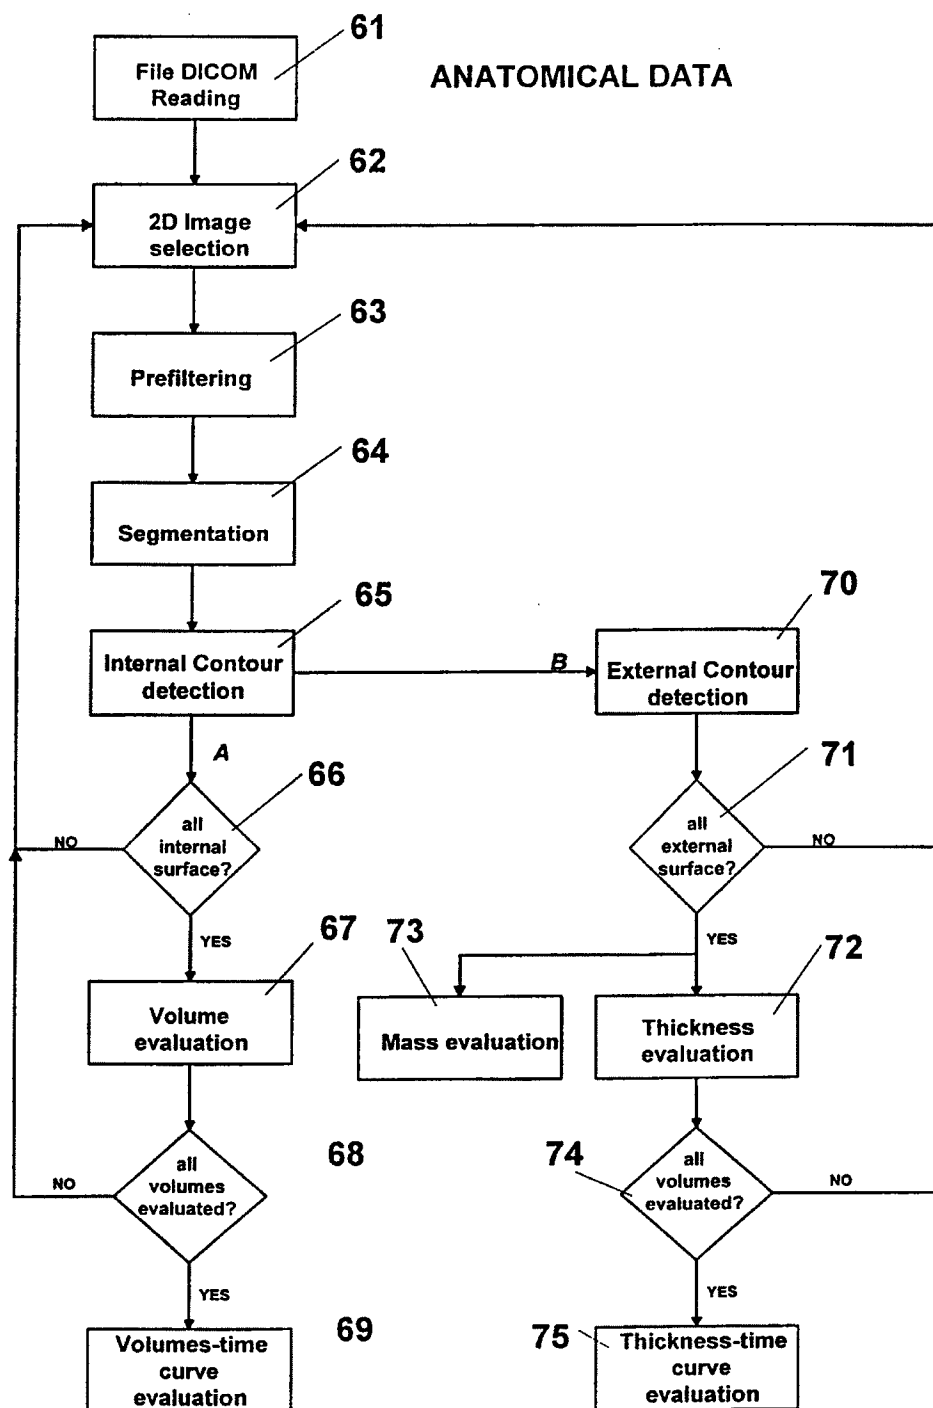 61
File DICOM
Reading
ANATOMICAL DATA
62
2D Image
selection
63
Prefiltering
64
Segmentation
65
Internal Contour
detection
B
70
External Contour
detection
A
66
all
internal
surface?
NO
YES
71
all
external
surface?
NO
YES
67
Volume
evaluation
73
Mass evaluation
72
Thickness
evaluation
68
all
volumes
evaluated?
NO
YES
74
all
volumes
evaluated?
NO
YES
69
Volumes-time
curve
evaluation
75
Thickness-time
curve
evaluation